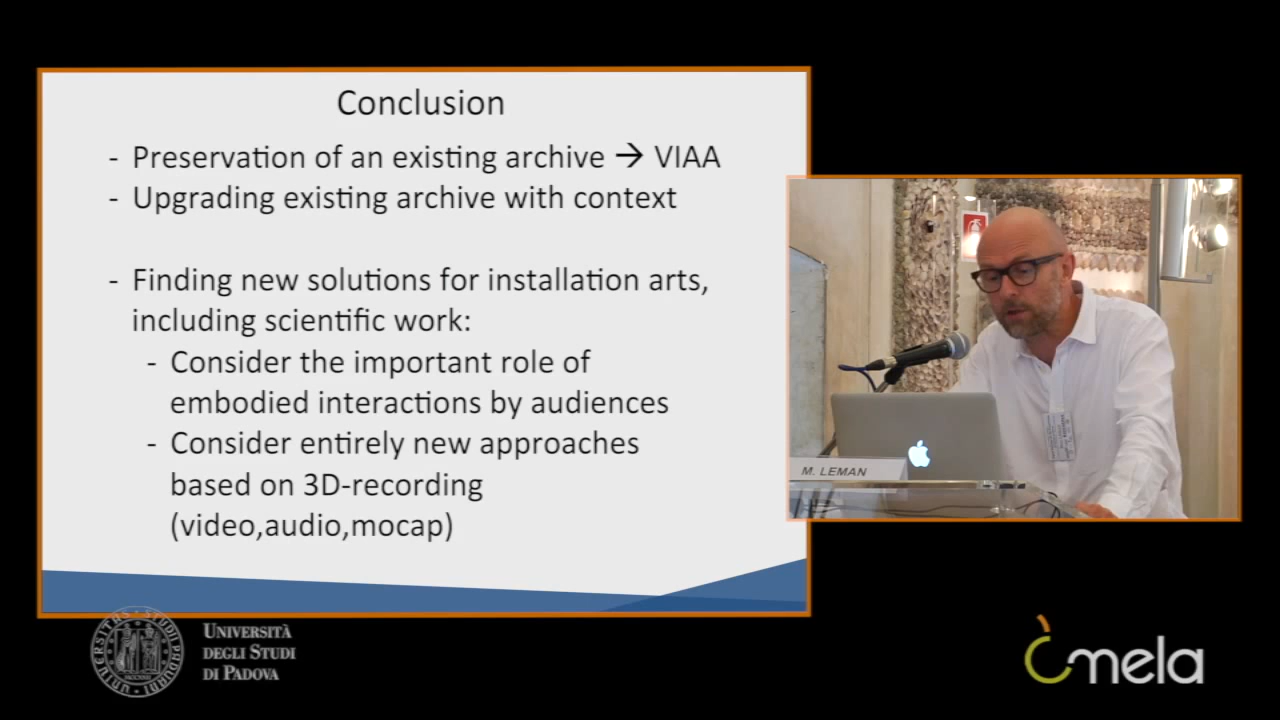 Conclusion
- Preservation of an existing archive → VIAA
- Upgrading existing archive with context
- Finding new solutions for installation arts,
including scientific work:
- Consider the important role of
embodied interactions by audiences
- Consider entirely new approaches
based on 3D-recording
(video,audio,mocap)
M. LEMAN
UNIVERSITÀ
DEGLI STUDI
DI PADOVA
mela